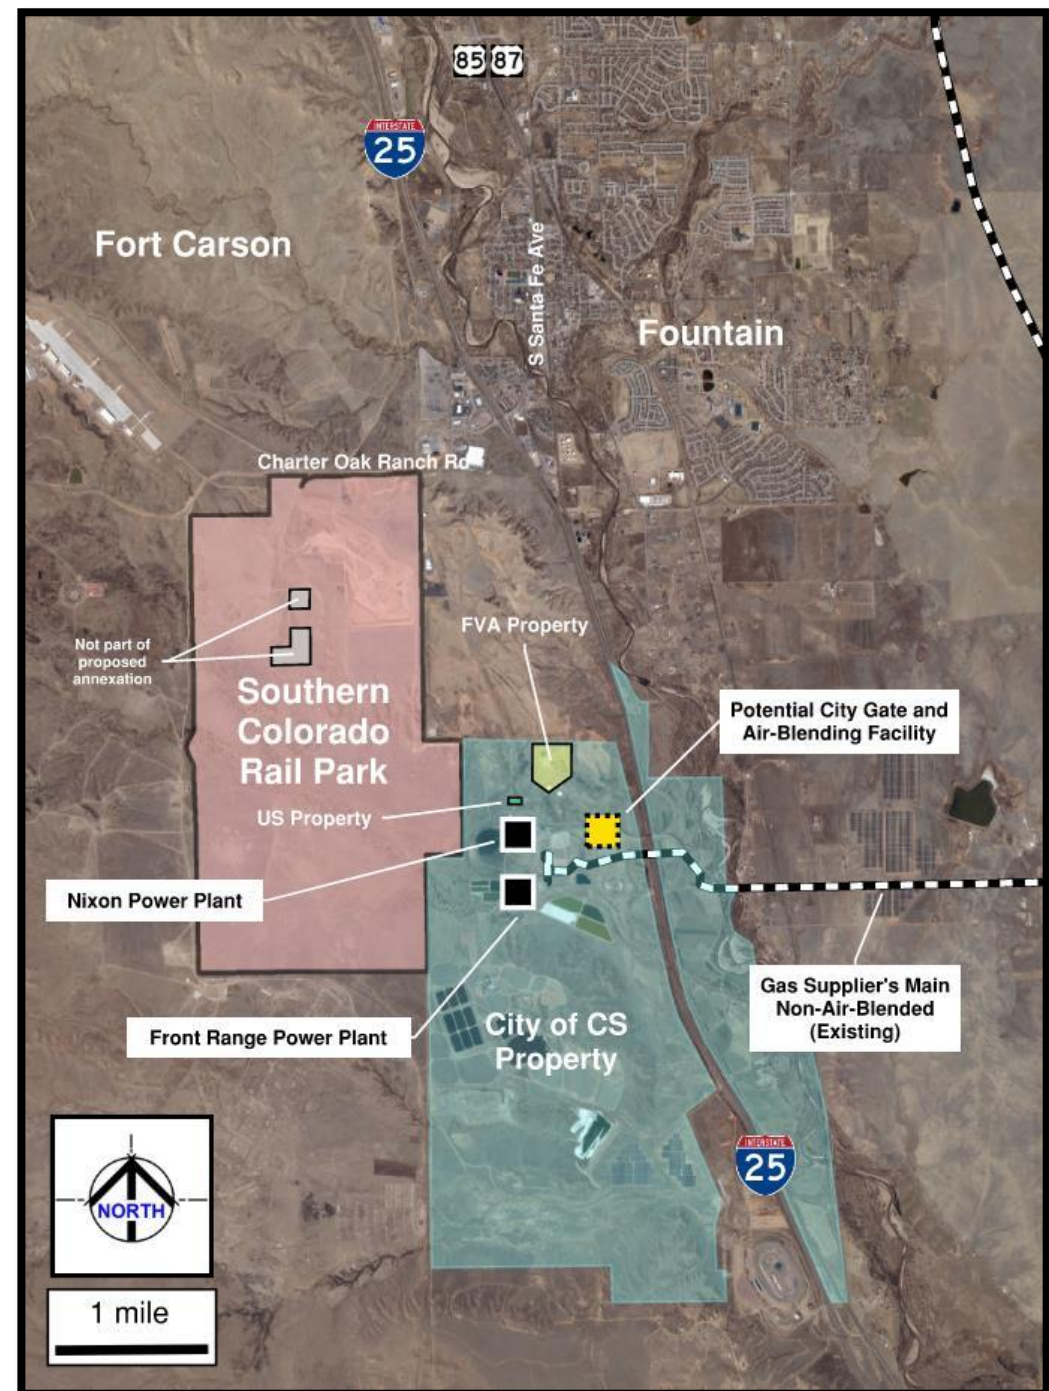 85 87
INTERSTATE
25
Fort Carson
S Santa Fe Ave
Fountain
Charter Oak Ranch Rd
Not part of
proposed
annexation
FVA Property
Southern
Colorado
Rail Park
Potential City Gate and
Air-Blending Facility
US Property
Nixon Power Plant
Gas Supplier's Main
Non-Air-Blended
(Existing)
Front Range Power Plant
City of CS
Property
INTERSTATE
25
NORTH
1 mile